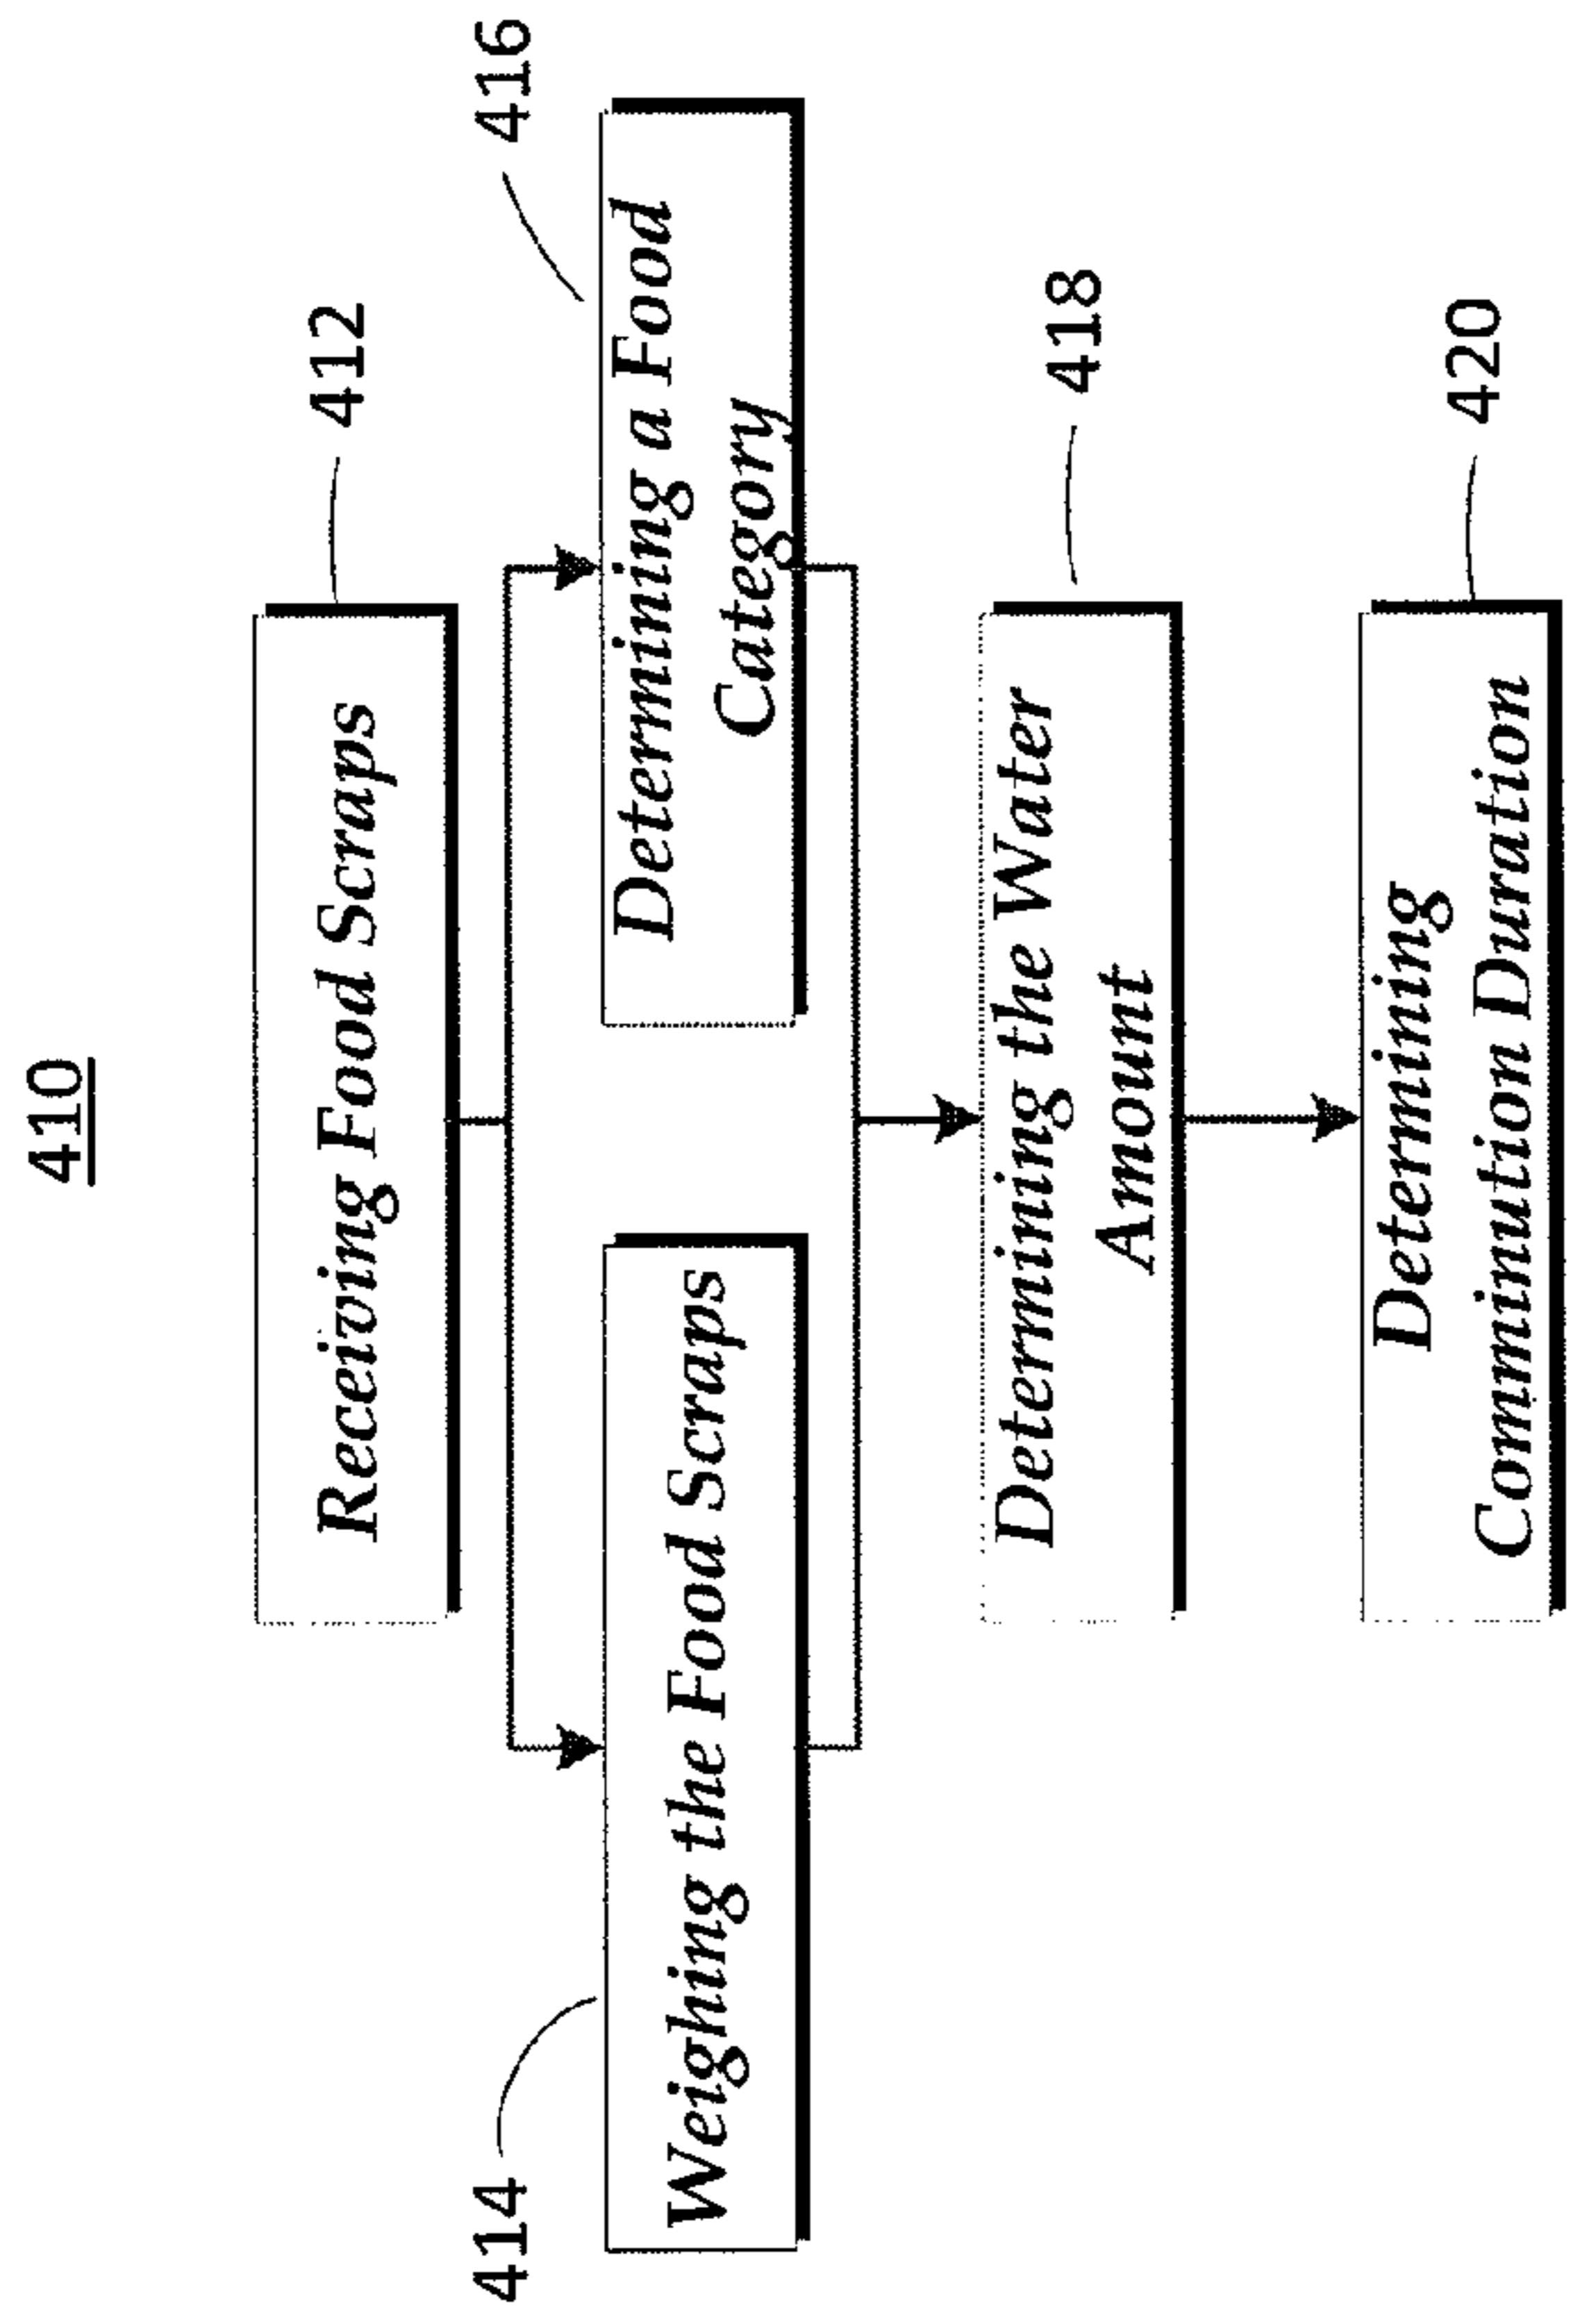 410
Receiving Food Scraps
412
414
Weighing the Food Scraps
Determining a Food
Category
416
Determining the Water
Amount
418
Determining
Comminution Duration
420